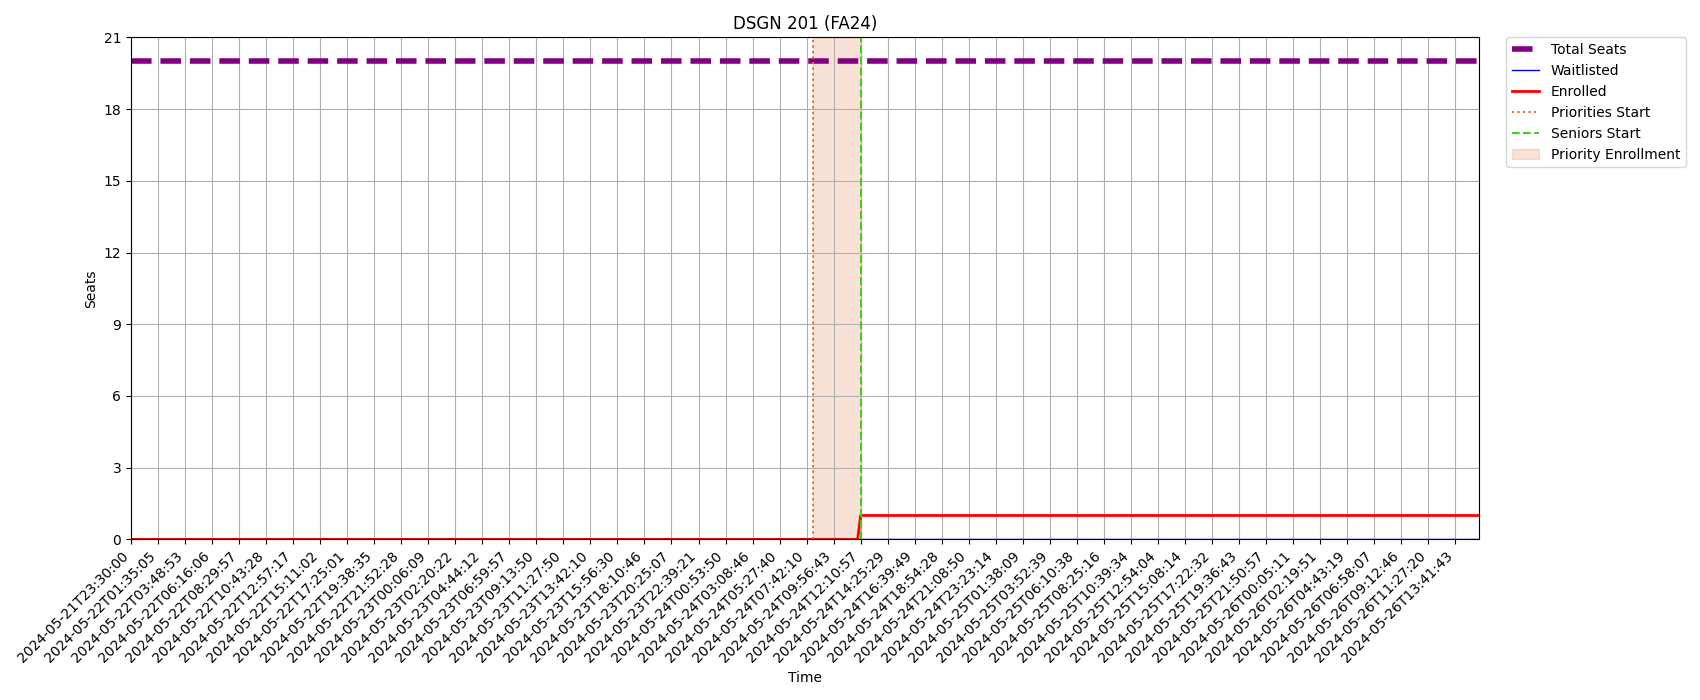 DSGN 201 (FA24)
21
18
15
12
9
6
3
0
Seats
2024-05-21T23:30:00
2024-05-22T01:35:05
2024-05-22T03:48:53
2024-05-22T06:16:06
2024-05-22T08:29:57
2024-05-22T10:43:28
2024-05-22T12:57:17
2024-05-22T15:11:02
2024-05-22T17:25:01
2024-05-22T19:38:35
2024-05-22T21:52:28
2024-05-23T00:06:09
2024-05-23T02:20:22
2024-05-23T04:44:12
2024-05-23T06:59:57
2024-05-23T09:13:50
2024-05-23T11:27:50
2024-05-23T13:42:10
2024-05-23T15:56:30
2024-05-23T18:10:46
2024-05-23T20:25:07
2024-05-23T22:39:21
2024-05-24T00:53:50
2024-05-24T03:08:46
2024-05-24T05:27:40
2024-05-24T07:42:10
2024-05-24T09:56:43
2024-05-24T12:10:57
2024-05-24T14:25:29
2024-05-24T16:39:49
2024-05-24T18:54:28
2024-05-24T21:08:50
2024-05-24T23:23:14
2024-05-25T01:38:09
2024-05-25T03:52:39
2024-05-25T06:10:38
2024-05-25T08:25:16
2024-05-25T10:39:34
2024-05-25T12:54:04
2024-05-25T15:08:14
2024-05-25T17:22:32
2024-05-25T19:36:43
2024-05-25T21:50:57
2024-05-26T00:05:11
2024-05-26T02:19:51
2024-05-26T04:43:19
2024-05-26T06:58:07
2024-05-26T09:12:46
2024-05-26T11:27:20
2024-05-26T13:41:43
Time
Total Seats
Waitlisted
Enrolled
Priorities Start
Seniors Start
Priority Enrollment